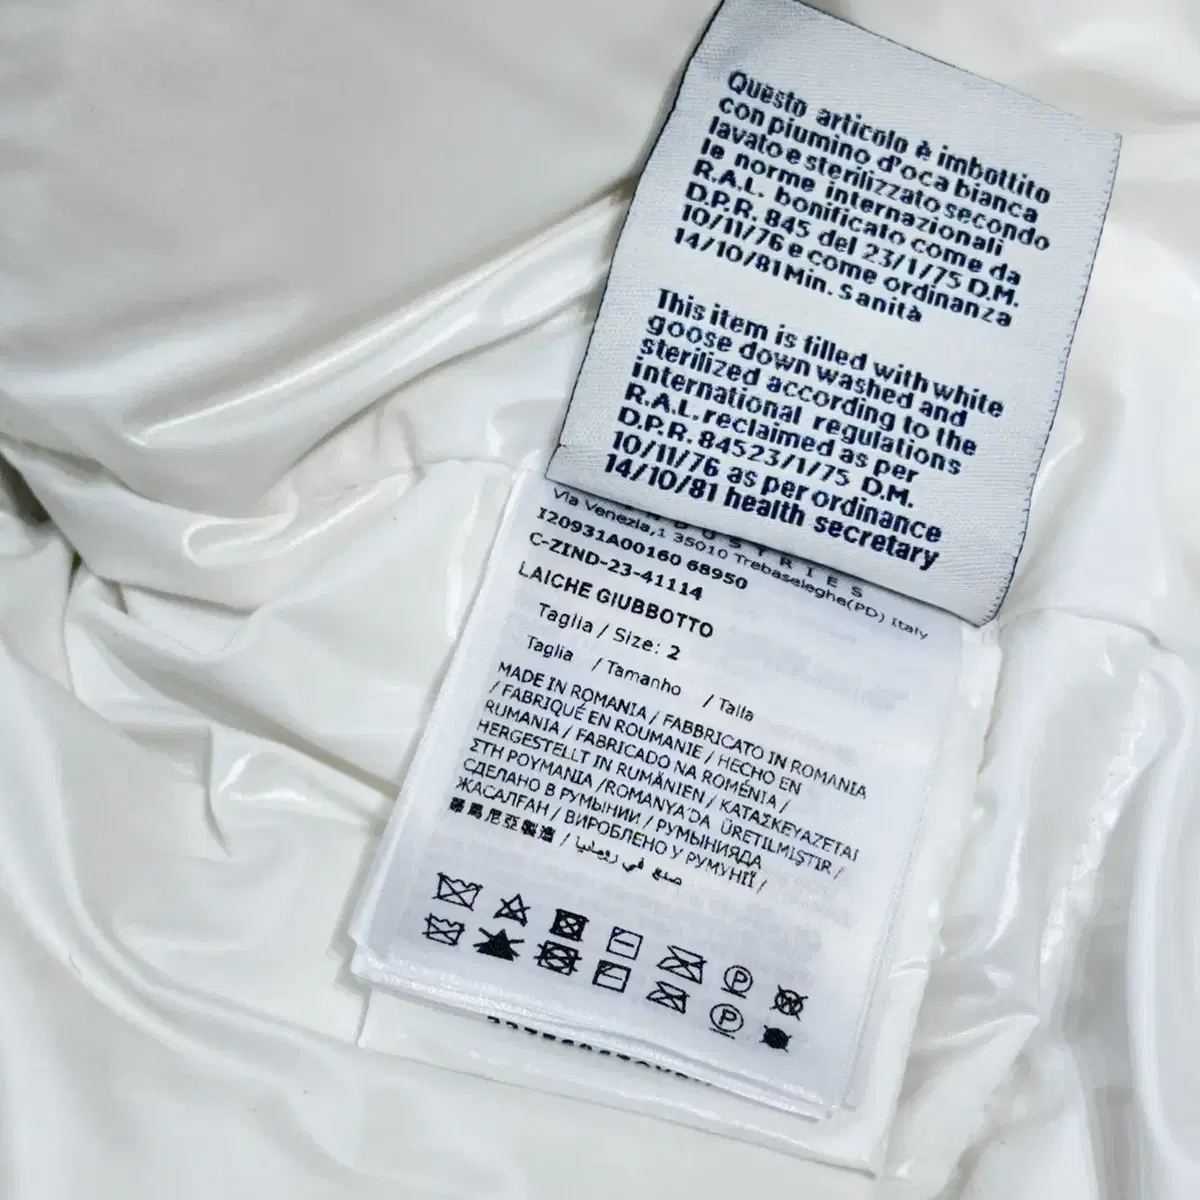 Questo articolo è imbottito
con piumino d'oca bianca
lavato e sterilizzato secondo
le norme internazionali
R.A.L. bonificato come da
D.P.R. 845 del 23/1/75 D.M.
10/11/76 e come ordinanza
14/10/81 Min. Sanità
This item is filled with white
goose down washed and
sterilized according to the
international regulations
R.A.L. reclaimed as per
D.P.R. 84523/1/75 D.M.
10/11/76 as per ordinance
14/10/81 health secretary
Via Venezia,1 35010 Trebaseleghe(PD) Italy
I20931A00160 68950
C-ZIND-23-41114
LAICHE GIUBBOTTO
Taglia / Size: 2
Taglia / Tamanho / Talla
MADE IN ROMANIA / FABBRICATO IN ROMANIA
/ FABRIQUÉ EN ROUMANIE / HECHO EN
RUMANIA / FABRICADO NA ROMÉNIA /
HERGESTELLT IN RUMÄNIEN / ΚΑΤΑΣΚΕΥΑΖΕΤΑΙ
ΣΤΗ ΡΟΥΜΑΝΙΑ /ROMANYA'DA ÜRETILMIŞTIR /
СДЕЛАНО В РУМЫНИИ / РУМЫНИЯДА
ЖАСАЛҒАН / ВИРОБЛЕНО У РУМУНІЇ /
羅馬尼亞製造 / صنع في رومانيا